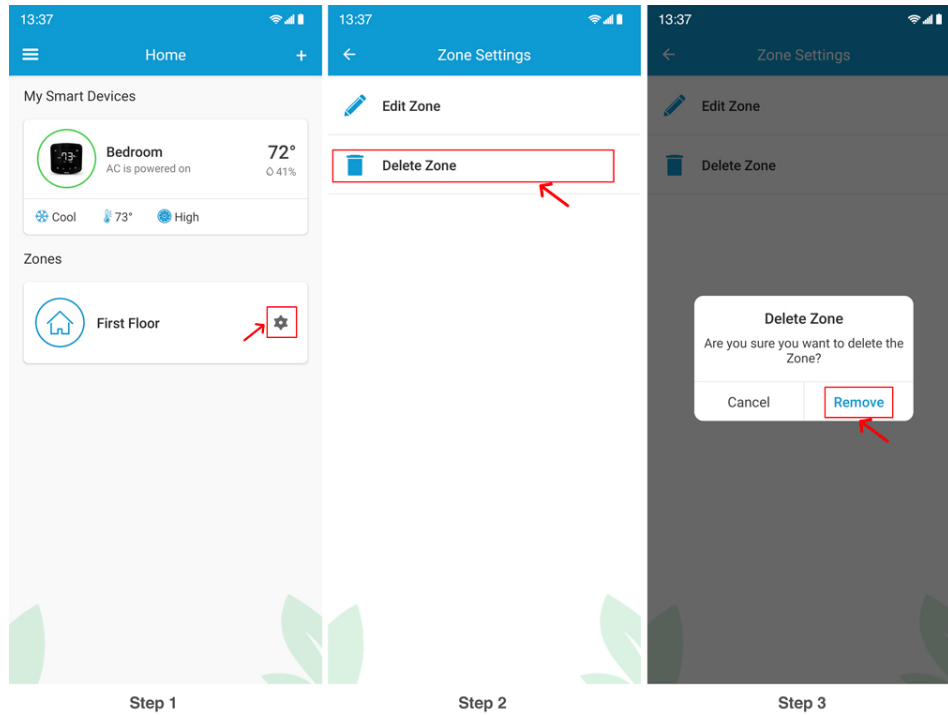 13:37
Home
+
My Smart Devices
Bedroom
72°
AC is powered on
41%
Cool
73°
High
Zones
First Floor
Step 1
13:37
Zone Settings
Edit Zone
Delete Zone
Step 2
13:37
Zone Settings
Edit Zone
Delete Zone
Delete Zone
Are you sure you want to delete the
Zone?
Cancel
Remove
Step 3